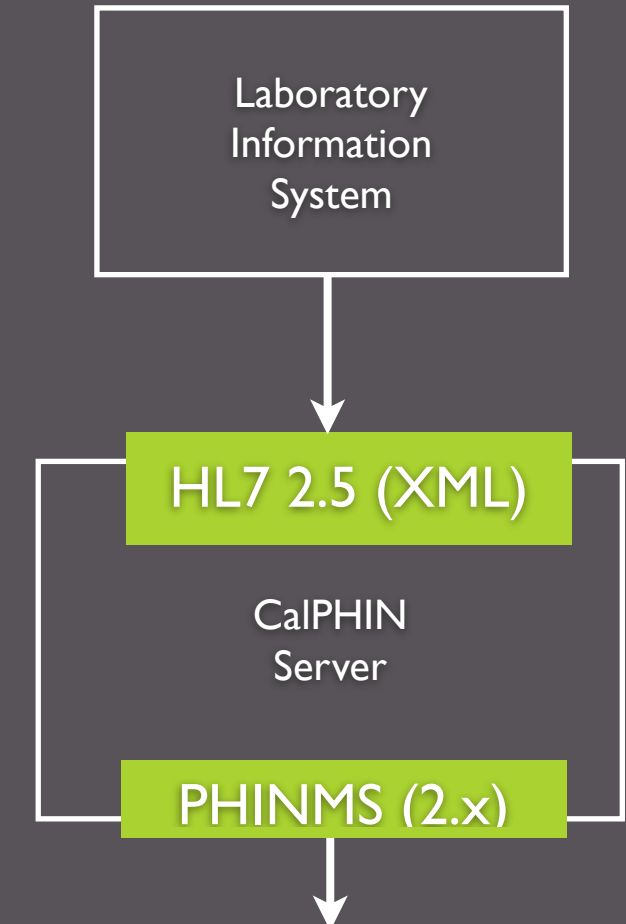 Laboratory
Information
System
HL7 2.5 (XML)
CalPHIN
Server
PHINMS (2.x)